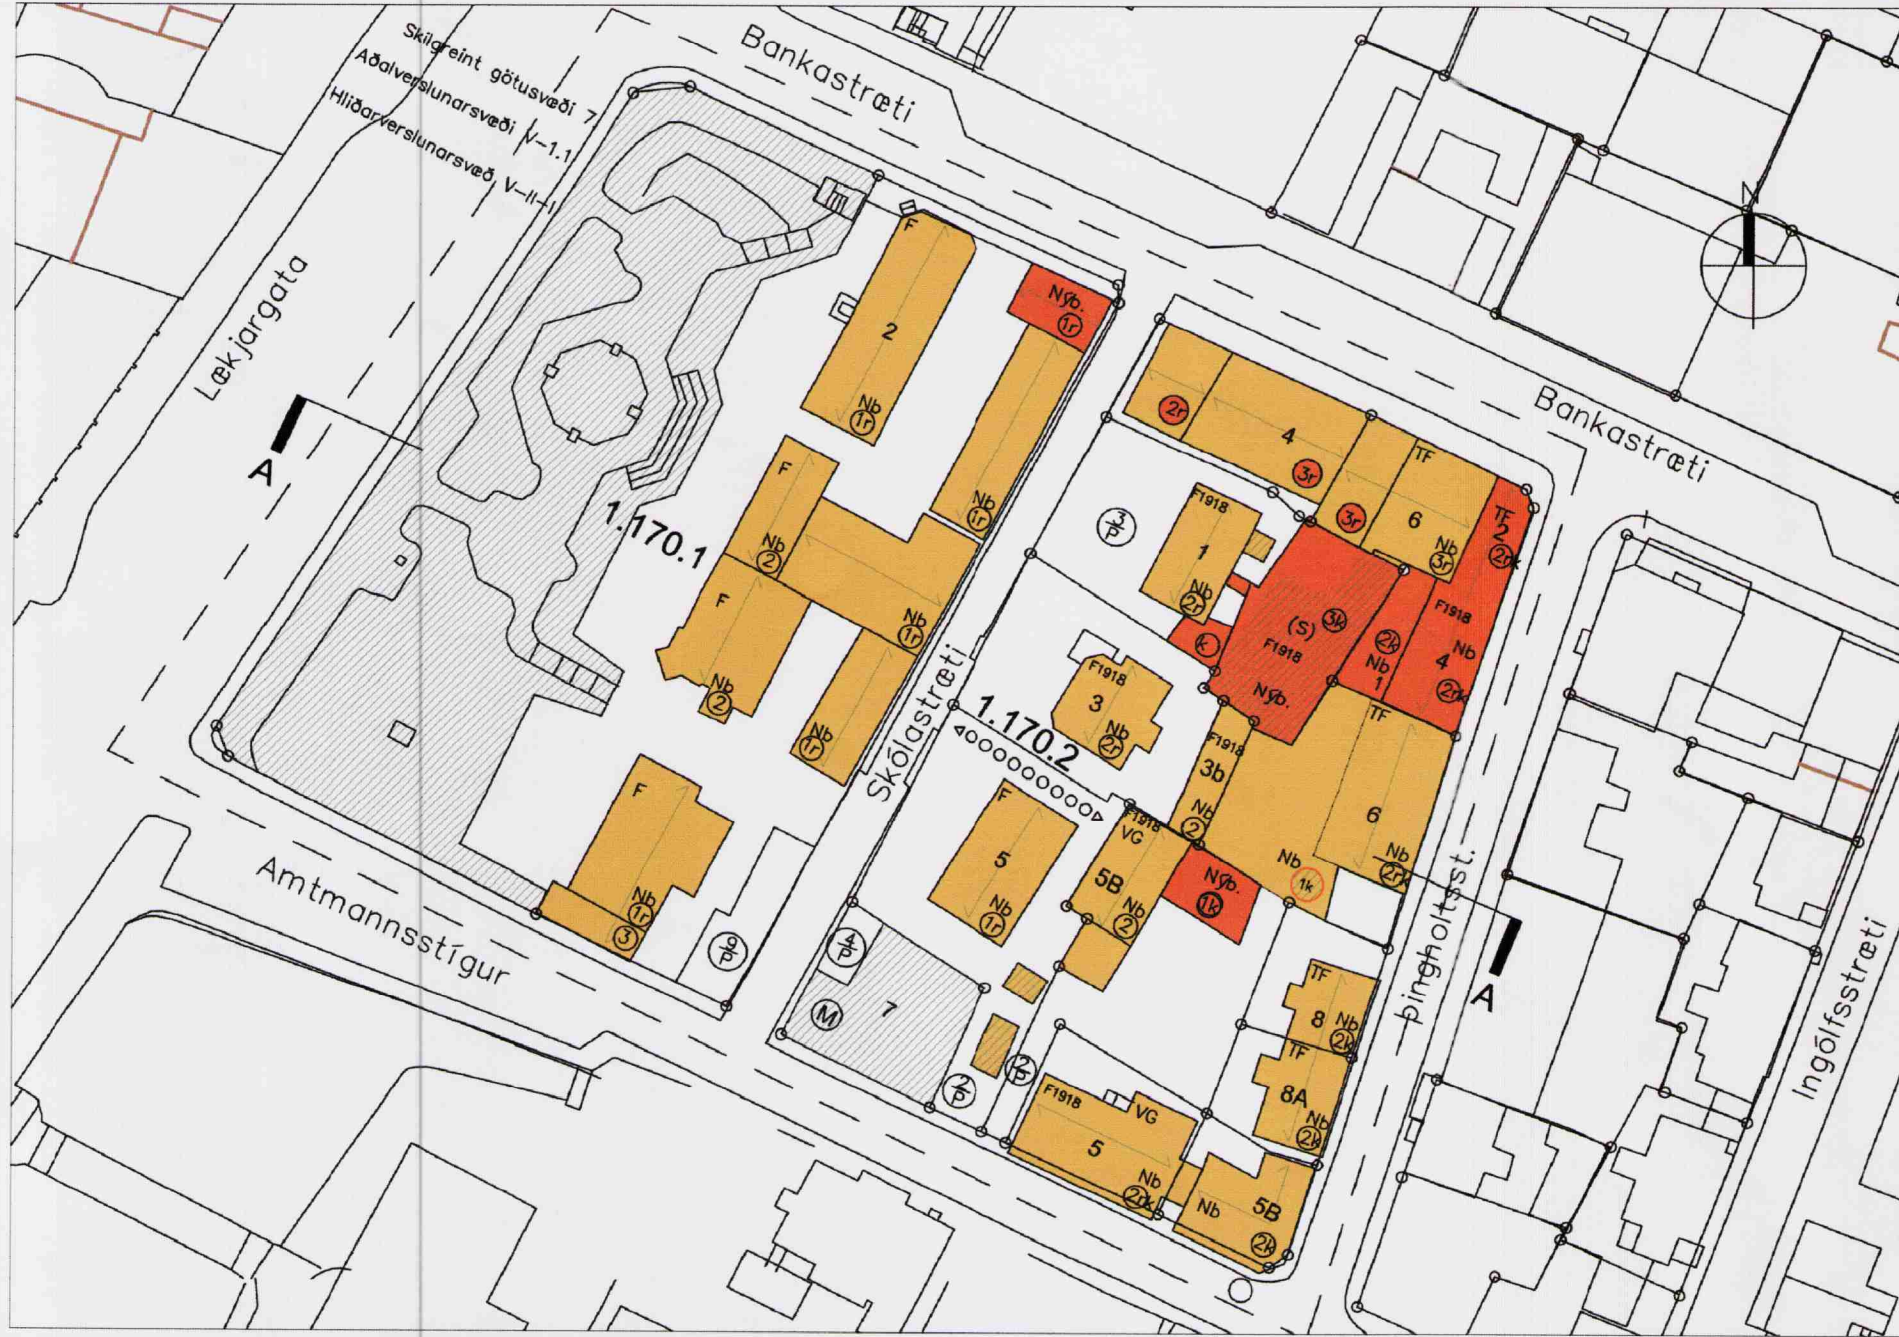 Skilgreint götusvæði 7
Aðalverslunarsvæði V-1.1
Hliðarverslunarsvæð V-II-I
Bankastræti
Lækjargata
A
1.170.1
F
2
Nb
1r
Nýb.
1r
Nb
1r
F
Nb
2
Nb
1r
F
Nb
2
Nb
1r
F
Nb
1r
3
6
P
Amtmannsstígur
Skólastræti
N
Bankastræti
2r
4
3r
3r
TF
6
Nb
3r
TF
2
2rk
F1918
Nb
4
2rk
2k
Nb
1
3
P
F1918
1
Nb
2r
k
(S)
3k
F1918
Nýb.
F1918
3
Nb
2r
1.170.2
F1918
3b
Nb
2
TF
6
Nb
2rk
Nb
1k
F
5
Nb
1r
F1918
VG
5B
Nb
2
Nýb.
1k
4
P
M
7
2
P
2
P
TF
8
Nb
2k
TF
8A
Nb
2k
F1918
VG
5
Nb
2rk
Nb
5B
2k
Þingholtsst.
A
Ingólfsstræti